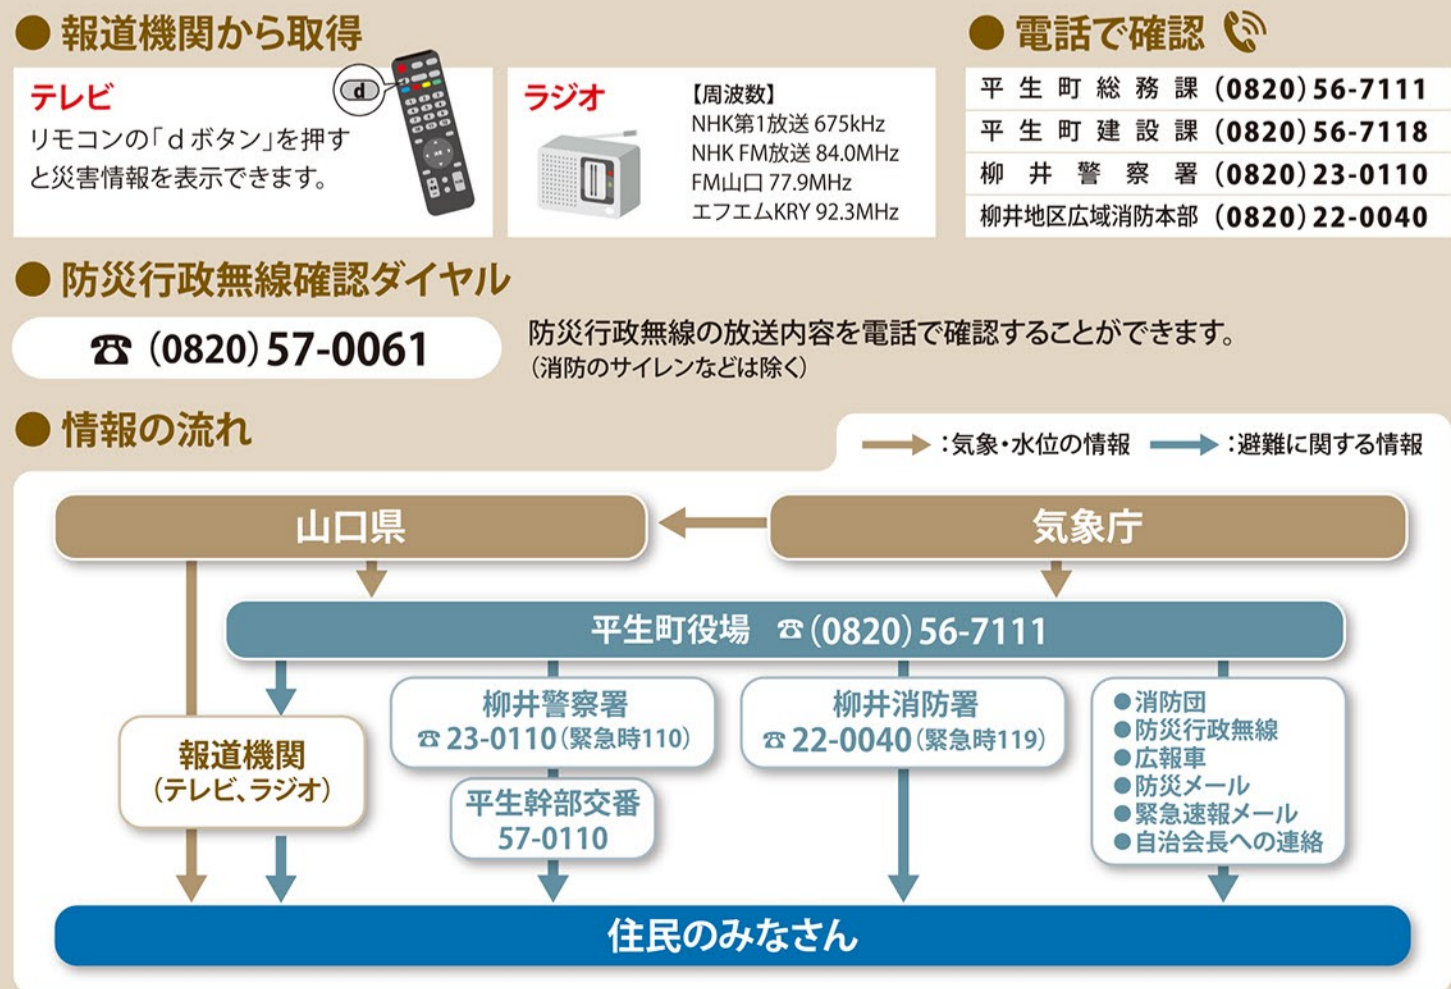 ● 報道機関から取得
テレビ
d
リモコンの「dボタン」を押す
と災害情報を表示できます。
ラジオ
【周波数】
NHK第1放送 675kHz
NHK FM放送 84.0MHz
FM山口 77.9MHz
エフエムKRY 92.3MHz
● 電話で確認
平生町総務課 (0820)56-7111
平生町建設課 (0820)56-7118
柳井警察署 (0820)23-0110
柳井地区広域消防本部 (0820)22-0040
● 防災行政無線確認ダイヤル
☎(0820)57-0061
防災行政無線の放送内容を電話で確認することができます。
(消防のサイレンなどは除く)
● 情報の流れ
:気象・水位の情報
:避難に関する情報
山口県
気象庁
平生町役場 ☎(0820)56-7111
報道機関
(テレビ、ラジオ)
柳井警察署
☎23-0110(緊急時110)
平生幹部交番
57-0110
柳井消防署
☎22-0040(緊急時119)
●消防団
●防災行政無線
●広報車
●防災メール
●緊急速報メール
●自治会長への連絡
住民のみなさん